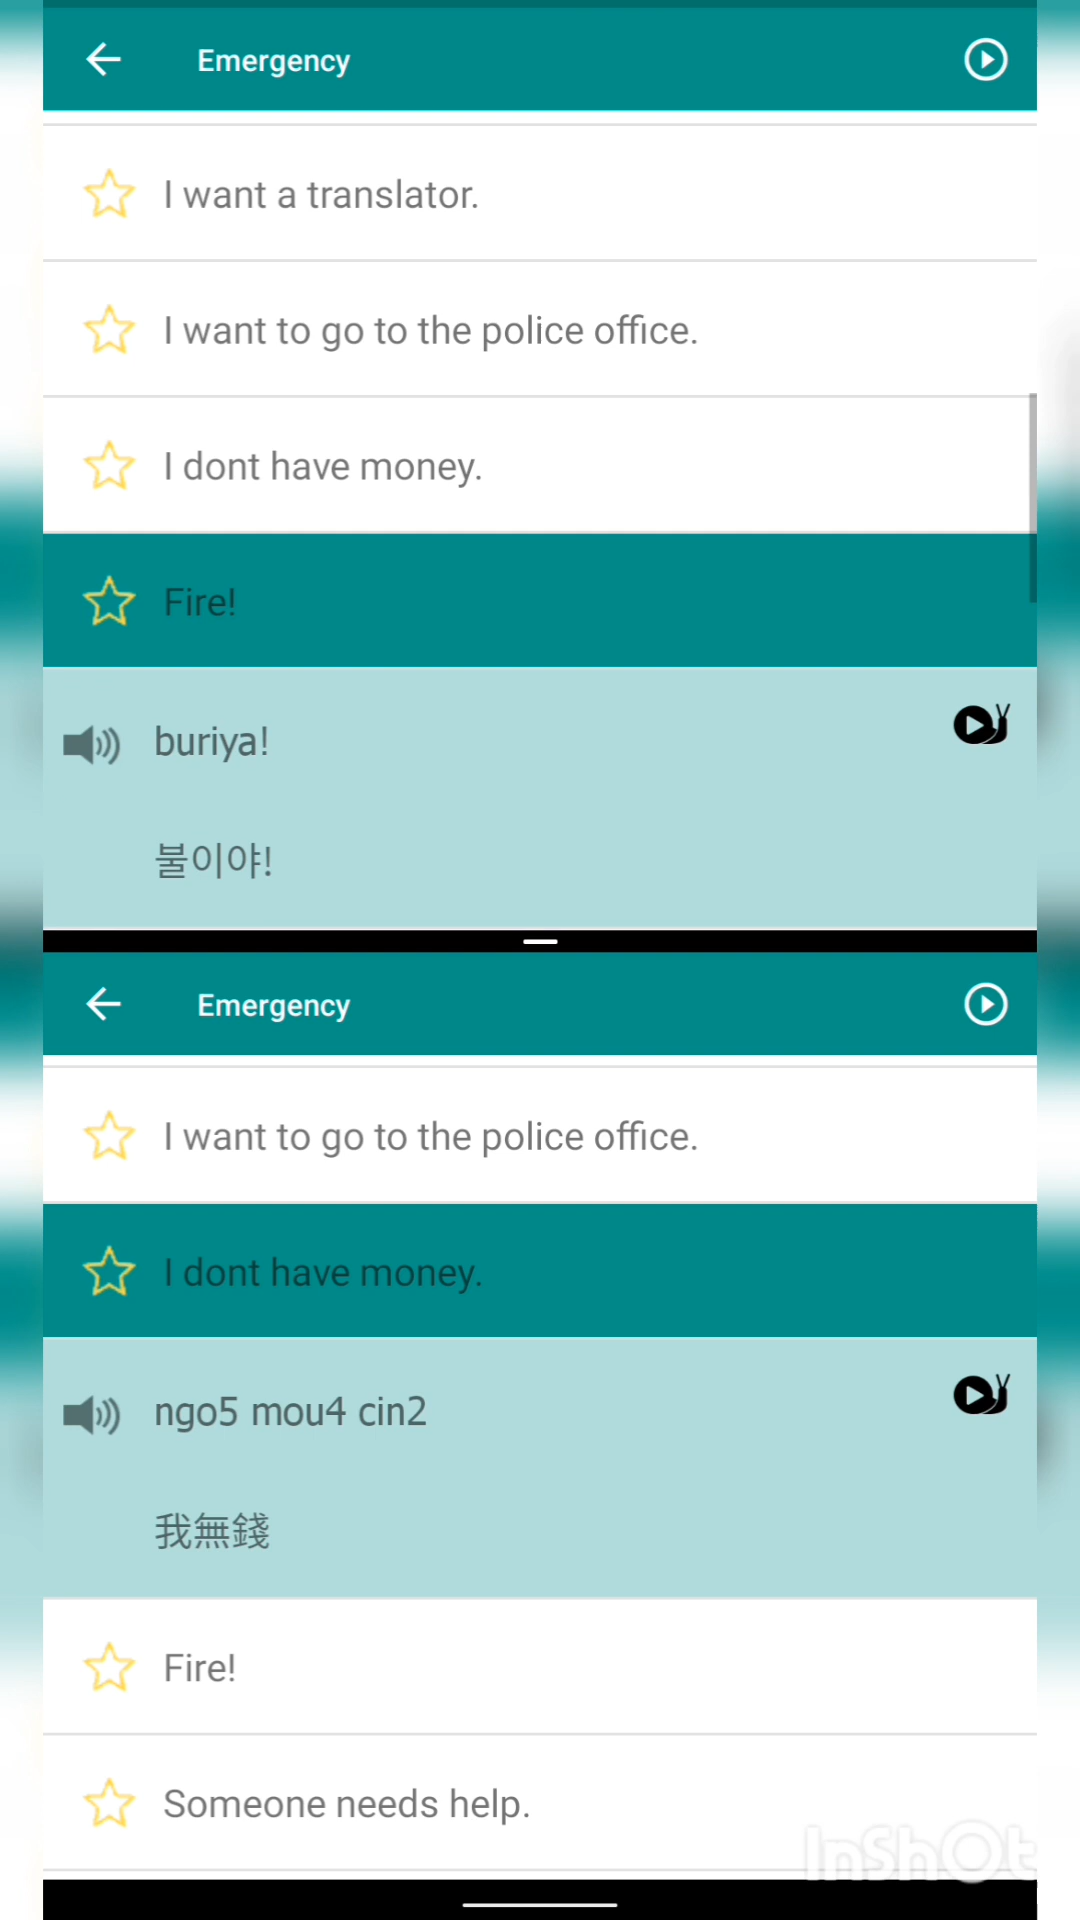 Emergency
I want a translator.
I want to go to the police office.
I dont have money.
Fire!
buriya!
불이야!
Emergency
I want to go to the police office.
I dont have money.
ngo5 mou4 cin2
我無錢
Fire!
Someone needs help.
InShOt